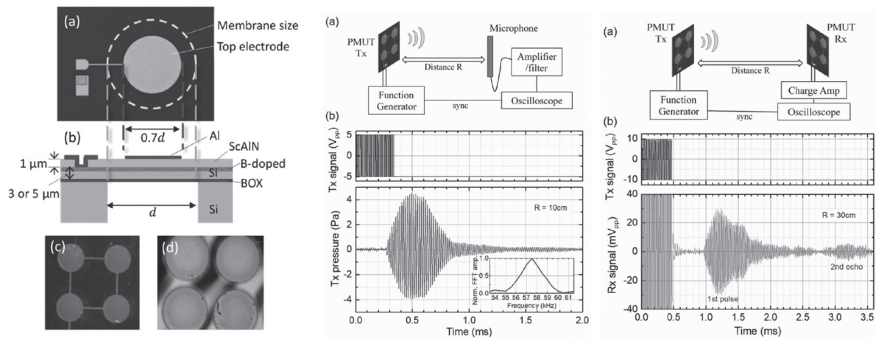 (a)
Membrane size
Top electrode
(b)
0.7d
Al
ScAlN
B-doped
Si
BOX
1 μm
3 or 5 μm
d
Si
(c)
(d)
(a)
PMUT
Tx
Microphone
Distance R
Amplifier
/filter
Function
Generator
sync
Oscilloscope
(b)
Tx signal (Vpp)
10
5
0
-5
R = 10cm
Tx pressure (Pa)
4
2
0
-2
-4
Norm. FFT amp.
1.0
0.5
0.0
54 55 56 57 58 59 60 61
Frequency (kHz)
0.0 0.5 1.0 1.5 2.0
Time (ms)
(a)
PMUT
Tx
PMUT
Rx
Distance R
Charge Amp
Function
Generator
sync
Oscilloscope
(b)
Tx signal (Vpp)
10
0
-10
R = 30cm
Rx signal (mVpp)
40
20
0
-20
-40
1st pulse
2nd echo
0.0 0.5 1.0 1.5 2.0 2.5 3.0 3.5
Time (ms)